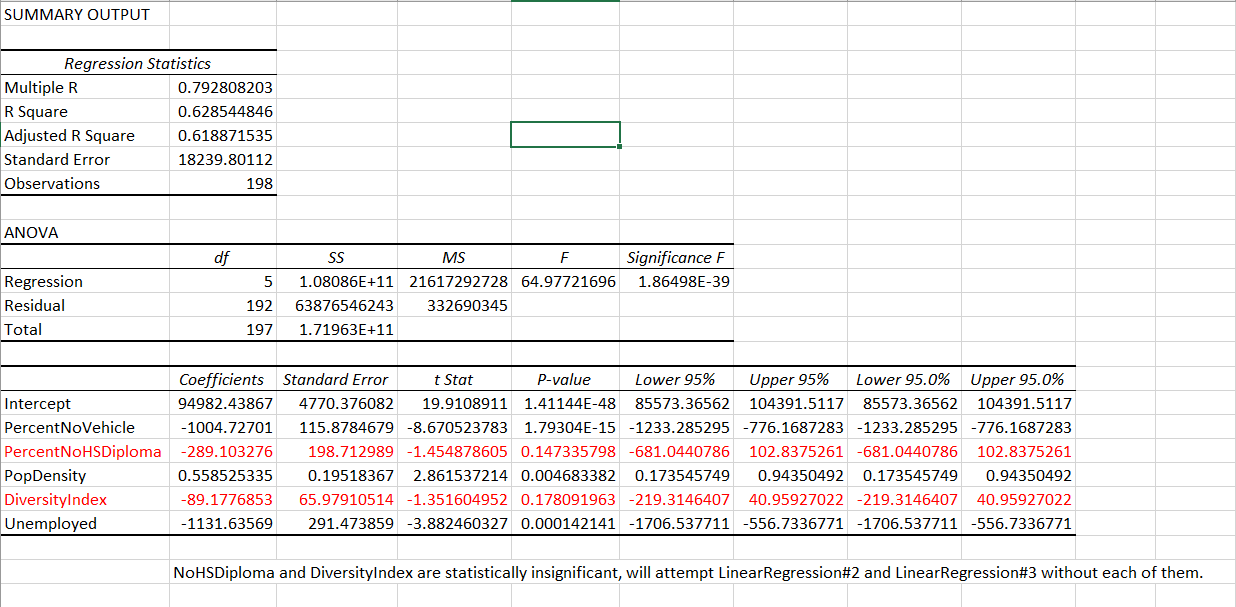 SUMMARY OUTPUT
Regression Statistics
Multiple R 0.792808203
R Square 0.628544846
Adjusted R Square 0.618871535
Standard Error 18239.80112
Observations 198
ANOVA
df SS MS F Significance F
Regression 5 1.08086E+11 21617292728 64.97721696 1.86498E-39
Residual 192 63876546243 332690345
Total 197 1.71963E+11
Coefficients Standard Error t Stat P-value Lower 95% Upper 95% Lower 95.0% Upper 95.0%
Intercept 94982.43867 4770.376082 19.9108911 1.41144E-48 85573.36562 104391.5117 85573.36562 104391.5117
PercentNoVehicle -1004.72701 115.8784679 -8.670523783 1.79304E-15 -1233.285295 -776.1687283 -1233.285295 -776.1687283
PercentNoHSDiploma -289.103276 198.712989 -1.454878605 0.147335798 -681.0440786 102.8375261 -681.0440786 102.8375261
PopDensity 0.558525335 0.19518367 2.861537214 0.004683382 0.173545749 0.94350492 0.173545749 0.94350492
DiversityIndex -89.1776853 65.97910514 -1.351604952 0.178091963 -219.3146407 40.95927022 -219.3146407 40.95927022
Unemployed -1131.63569 291.473859 -3.882460327 0.000142141 -1706.537711 -556.7336771 -1706.537711 -556.7336771
NoHSDiploma and DiversityIndex are statistically insignificant, will attempt LinearRegression#2 and LinearRegression#3 without each of them.